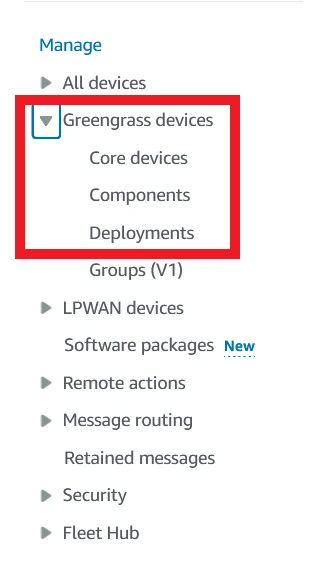 Manage
All devices
Greengrass devices
Core devices
Components
Deployments
Groups (V1)
LPWAN devices
Software packages New
Remote actions
Message routing
Retained messages
Security
Fleet Hub